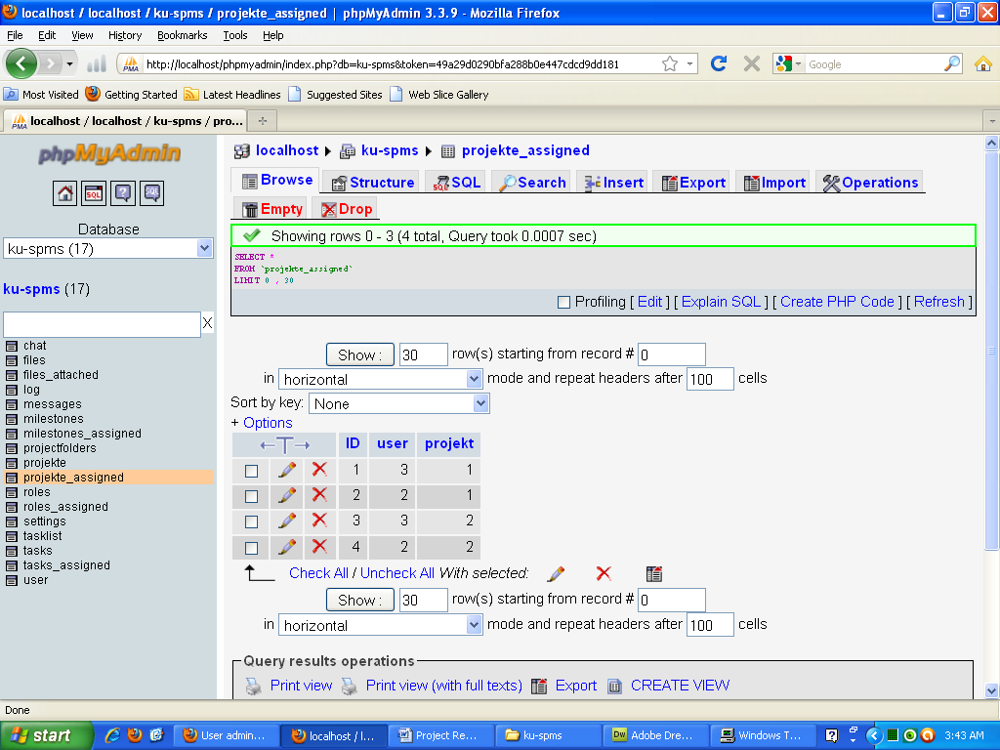 localhost / localhost / ku-spms / projekte_assigned | phpMyAdmin 3.3.9 - Mozilla Firefox
File Edit View History Bookmarks Tools Help
http://localhost/phpmyadmin/index.php?db=ku-spms&token=49a29d0290bfa288b0e447cdcd9dd181
Google
Most Visited Getting Started Latest Headlines Suggested Sites Web Slice Gallery
PMA localhost / localhost / ku-spms / pro...
phpMyAdmin
SQL
Database
ku-spms (17)
ku-spms (17)
X
chat
files
files_attached
log
messages
milestones
milestones_assigned
projectfolders
projekte
projekte_assigned
roles
roles_assigned
settings
tasklist
tasks
tasks_assigned
user
localhost ku-spms projekte_assigned
Browse Structure SQL Search Insert Export Import Operations
Empty Drop
Showing rows 0 - 3 (4 total, Query took 0.0007 sec)
SELECT *
FROM `projekte_assigned`
LIMIT 0 , 30
Profiling [ Edit ] [ Explain SQL ] [ Create PHP Code ] [ Refresh ]
Show : 30 row(s) starting from record # 0
in horizontal mode and repeat headers after 100 cells
Sort by key: None
+ Options
←T→ ID user projekt
1 3 1
2 2 1
3 3 2
4 2 2
Check All / Uncheck All With selected:
Show : 30 row(s) starting from record # 0
in horizontal mode and repeat headers after 100 cells
Query results operations
Print view Print view (with full texts) Export CREATE VIEW
Done
start User admin... localhost / l... Project Re... ku-spms Adobe Dre... Windows T... 3:43 AM